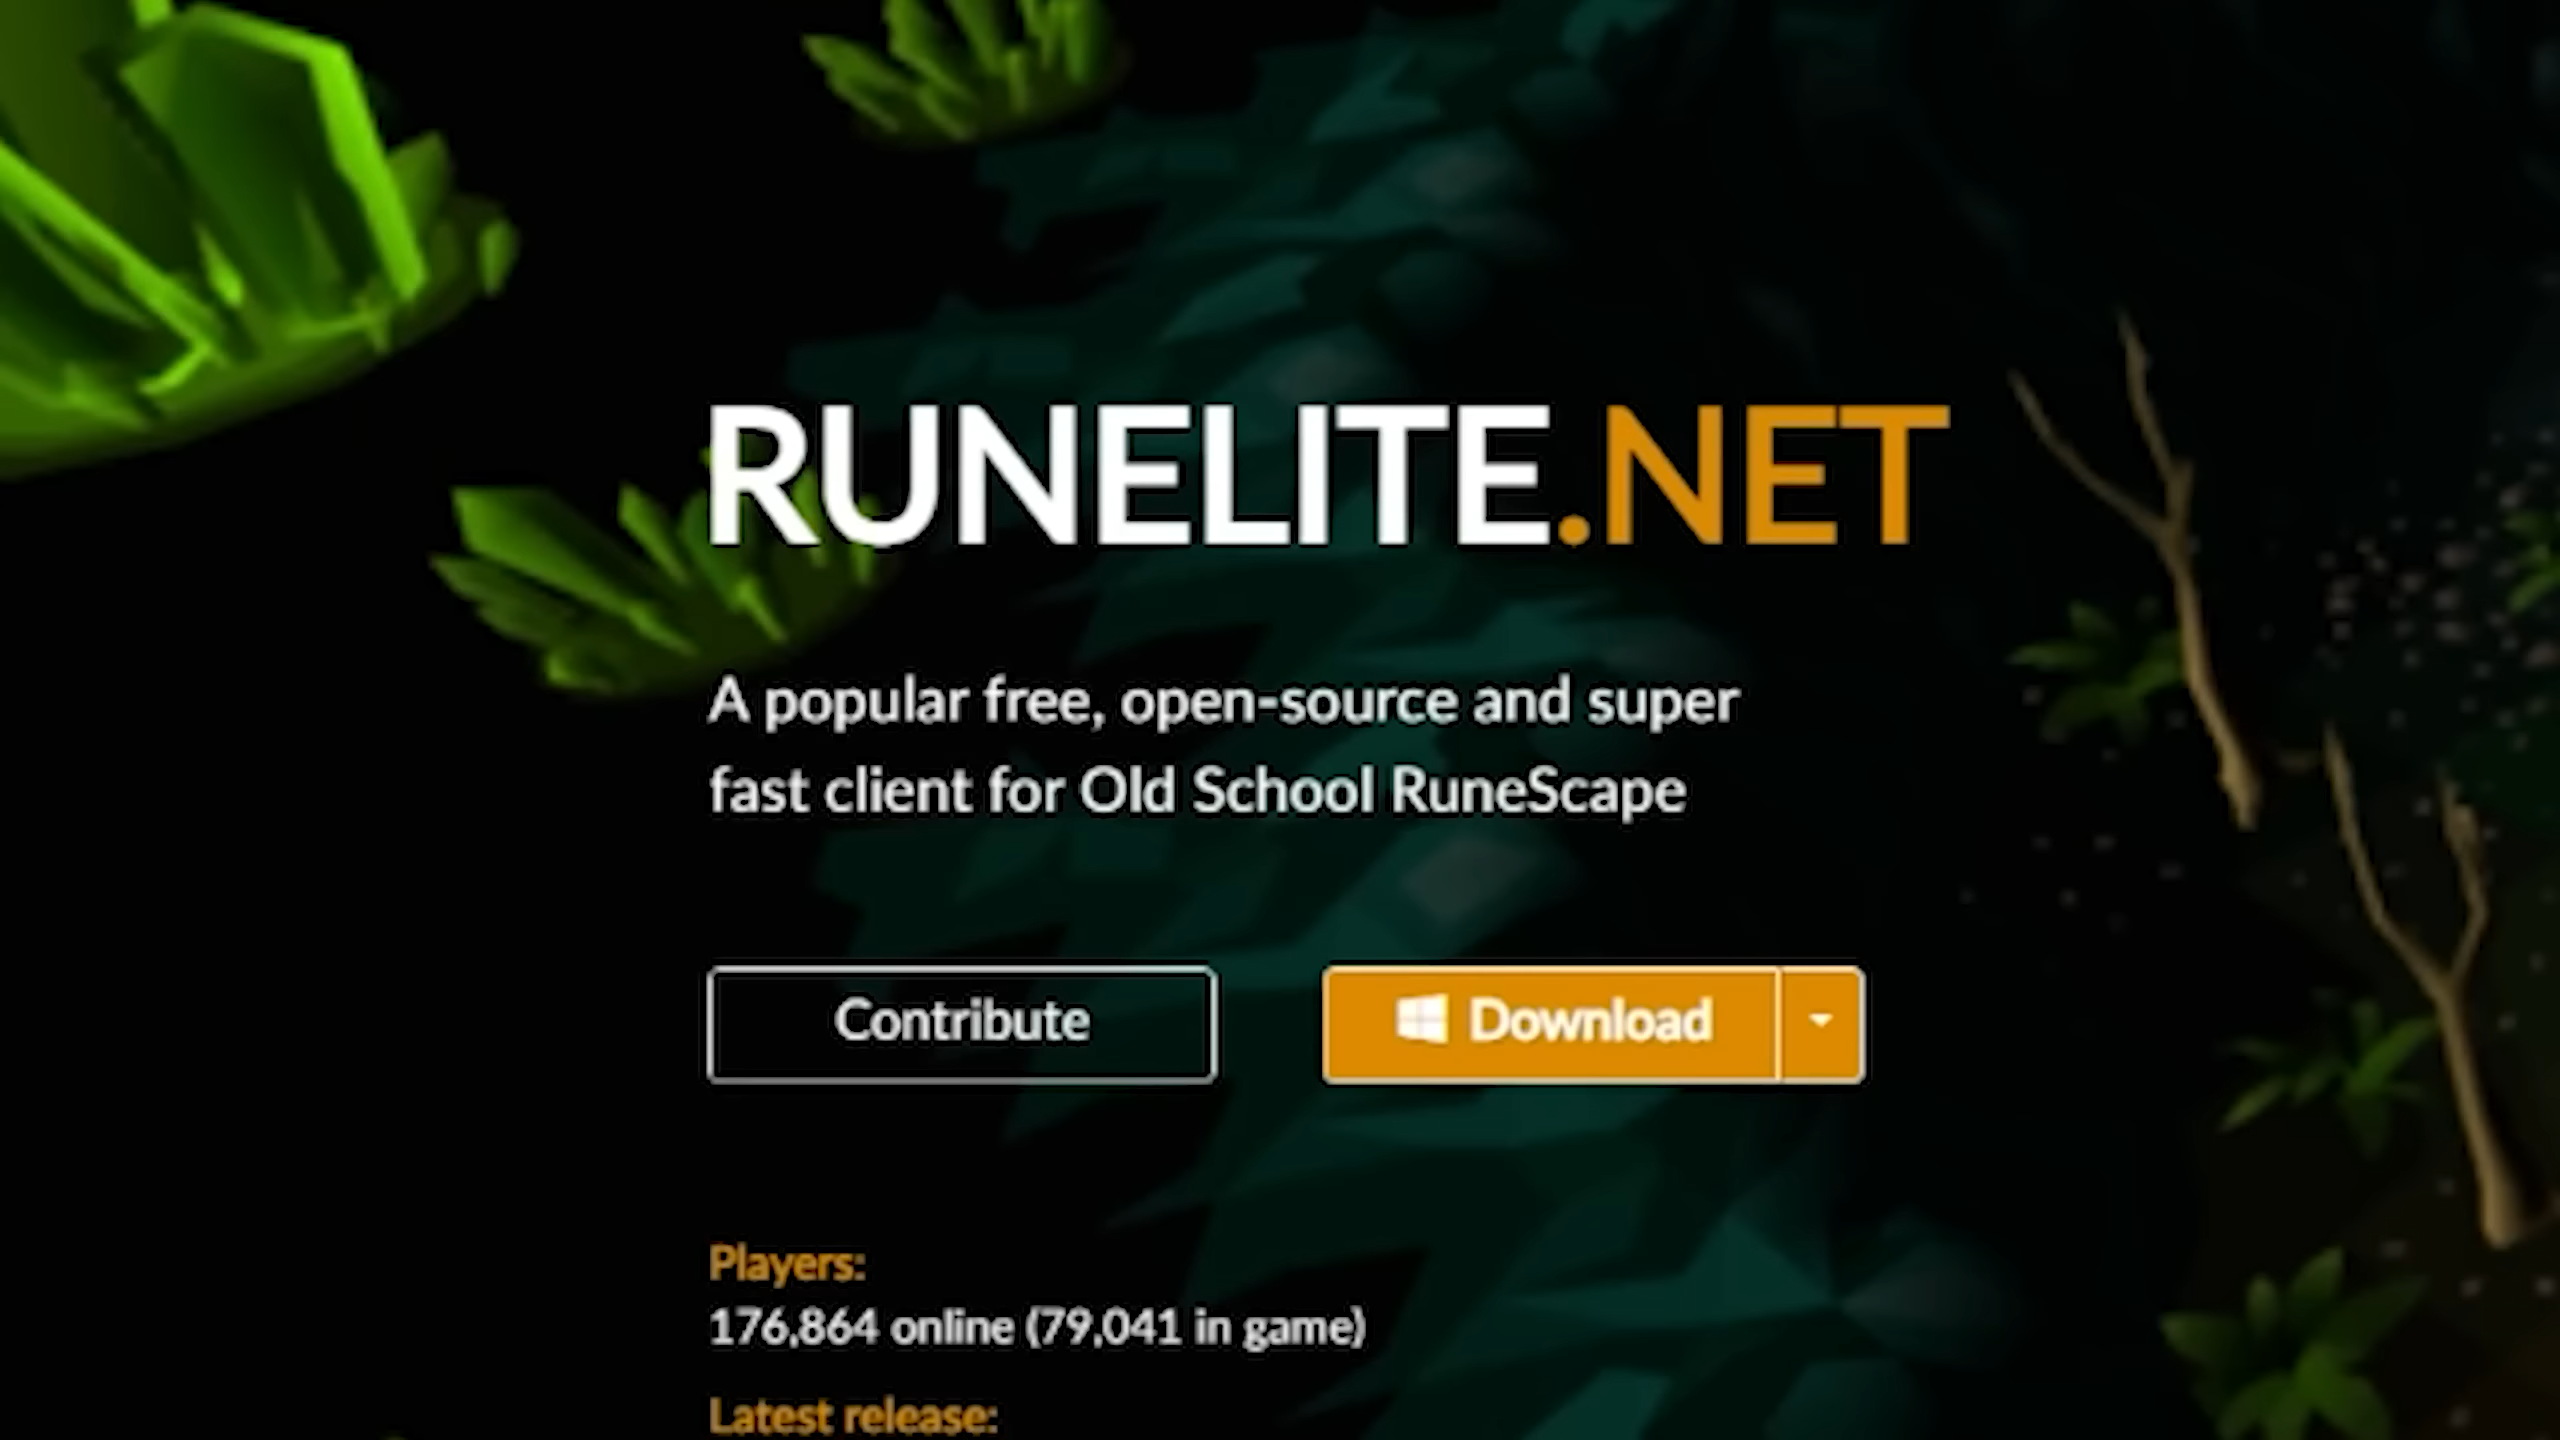 RUNELITE.NET
A popular free, open-source and super
fast client for Old School RuneScape
Contribute
Download
Players:
176,864 online (79,041 in game)
Latest release: